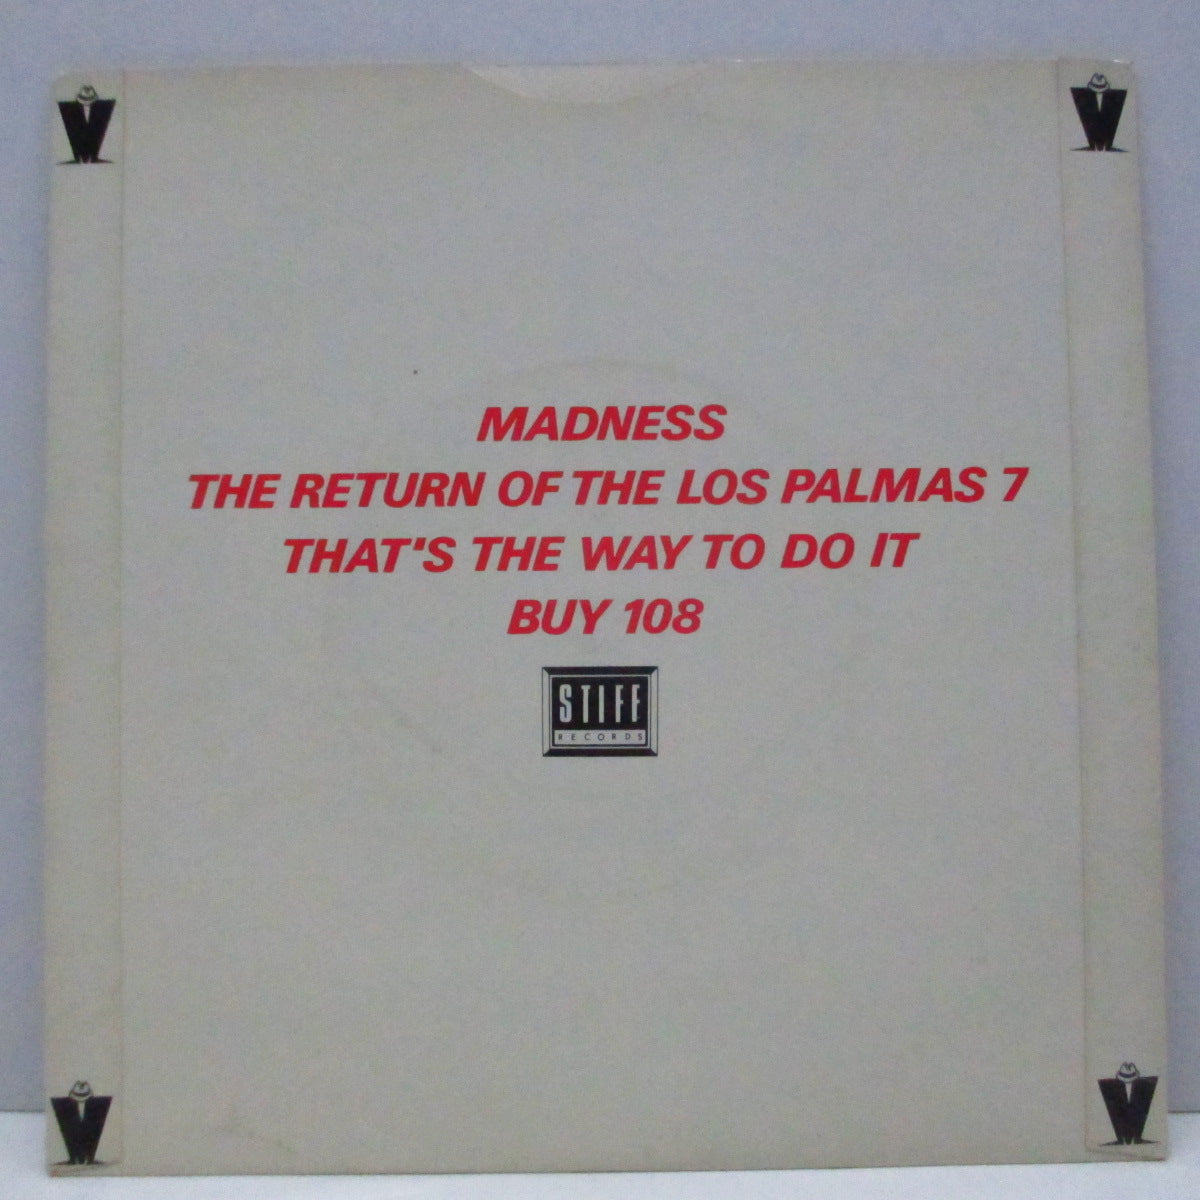 MADNESS
THE RETURN OF THE LOS PALMAS 7
THAT'S THE WAY TO DO IT
BUY 108
STIFF
RECORDS